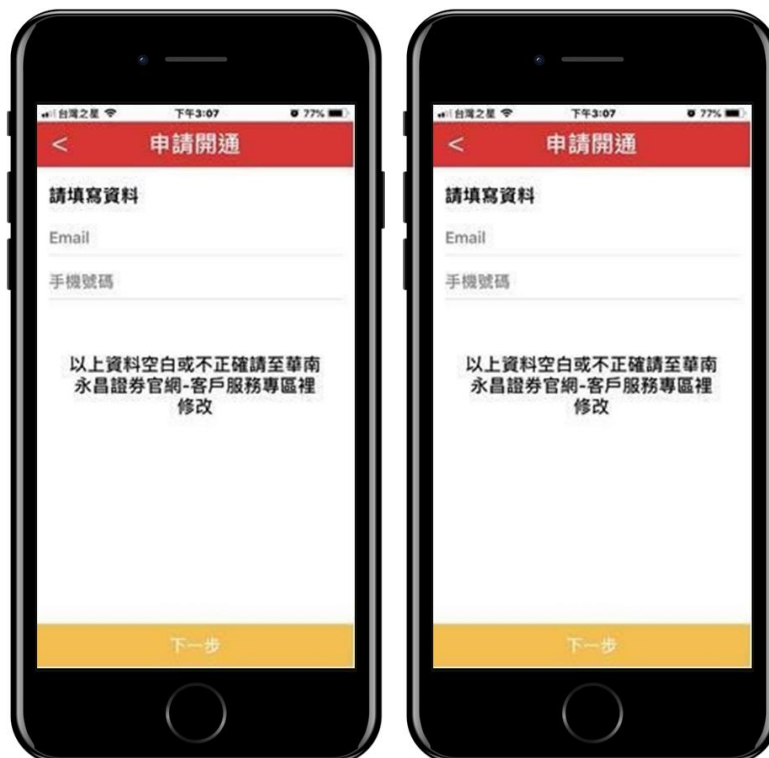 台灣之星 下午3:07 77%
< 申請開通
請填寫資料
Email
手機號碼
以上資料空白或不正確請至華南
永昌證券官網-客戶服務專區裡
修改
下一步
台灣之星 下午3:07 77%
< 申請開通
請填寫資料
Email
手機號碼
以上資料空白或不正確請至華南
永昌證券官網-客戶服務專區裡
修改
下一步